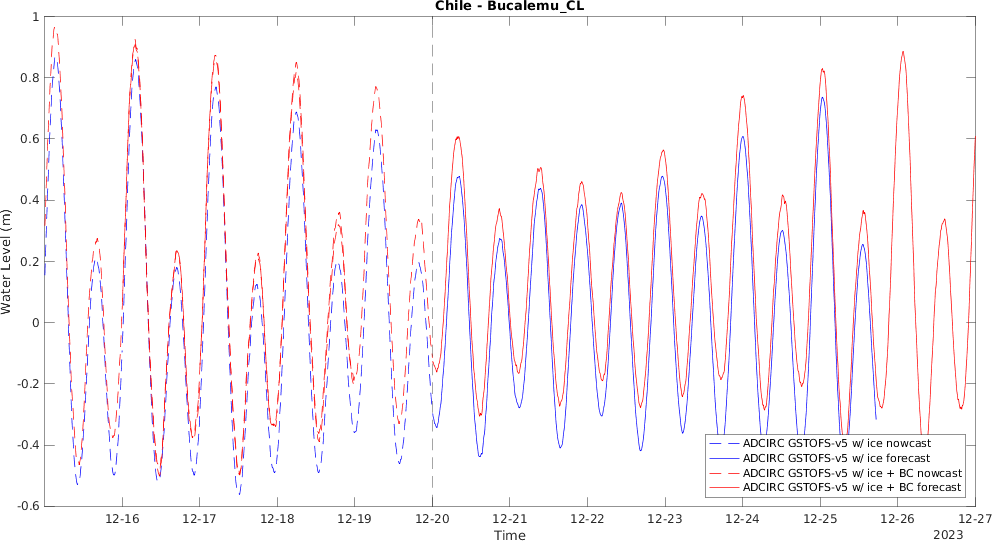 Chile - Bucalemu_CL
1
0.8
0.6
0.4
0.2
0
-0.2
-0.4
-0.6
Water Level (m)
ADCIRC GSTOFS-v5 w/ ice nowcast
ADCIRC GSTOFS-v5 w/ ice forecast
ADCIRC GSTOFS-v5 w/ ice + BC nowcast
ADCIRC GSTOFS-v5 w/ ice + BC forecast
12-16 12-17 12-18 12-19 12-20 12-21 12-22 12-23 12-24 12-25 12-26 12-27
Time
2023